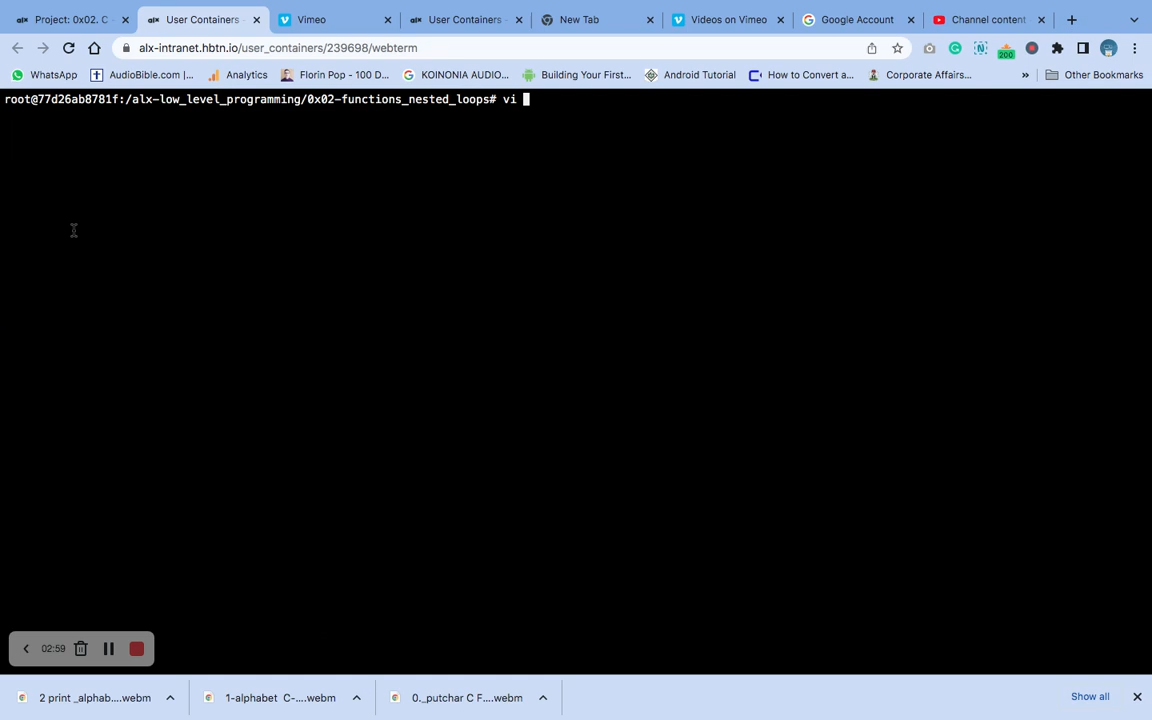 Project: 0x02. C -
User Containers -
Vimeo
User Containers -
New Tab
Videos on Vimeo
Google Account
Channel content
alx-intranet.hbtn.io/user_containers/239698/webterm
200
WhatsApp
AudioBible.com |...
Analytics
Florin Pop - 100 D...
KOINONIA AUDIO...
Building Your First...
Android Tutorial
How to Convert a...
Corporate Affairs...
»
Other Bookmarks
root@77d26ab8781f:/alx-low_level_programming/0x02-functions_nested_loops# vi
02:59
2 print _alphab....webm
1-alphabet C-....webm
0._putchar C F....webm
Show all